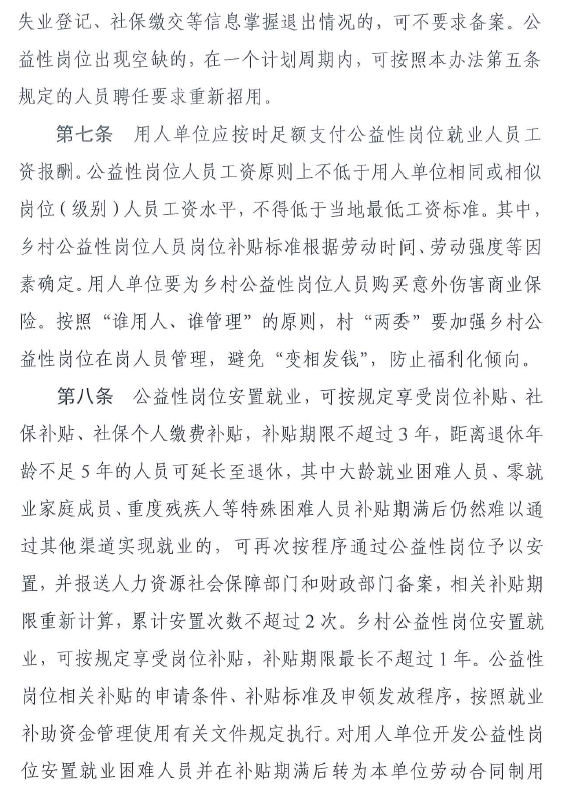 失业登记、社保缴交等信息掌握退出情况的，可不要求备案。公
益性岗位出现空缺的，在一个计划周期内，可按照本办法第五条
规定的人员聘任要求重新招用。
第七条　用人单位应按时足额支付公益性岗位就业人员工
资报酬。公益性岗位人员工资原则上不低于用人单位相同或相似
岗位（级别）人员工资水平，不得低于当地最低工资标准。其中，
乡村公益性岗位人员岗位补贴标准根据劳动时间、劳动强度等因
素确定。用人单位要为乡村公益性岗位人员购买意外伤害商业保
险。按照“谁用人、谁管理”的原则，村“两委”要加强乡村公
益性岗位在岗人员管理，避免“变相发钱”，防止福利化倾向。
第八条　公益性岗位安置就业，可按规定享受岗位补贴、社
保补贴、社保个人缴费补贴，补贴期限不超过 3 年，距离退休年
龄不足 5 年的人员可延长至退休，其中大龄就业困难人员、零就
业家庭成员、重度残疾人等特殊困难人员补贴期满后仍然难以通
过其他渠道实现就业的，可再次按程序通过公益性岗位予以安
置，并报送人力资源社会保障部门和财政部门备案，相关补贴期
限重新计算，累计安置次数不超过 2 次。乡村公益性岗位安置就
业，可按规定享受岗位补贴，补贴期限最长不超过 1 年。公益性
岗位相关补贴的申请条件、补贴标准及申领发放程序，按照就业
补助资金管理使用有关文件规定执行。对用人单位开发公益性岗
位安置就业困难人员并在补贴期满后转为本单位劳动合同制用